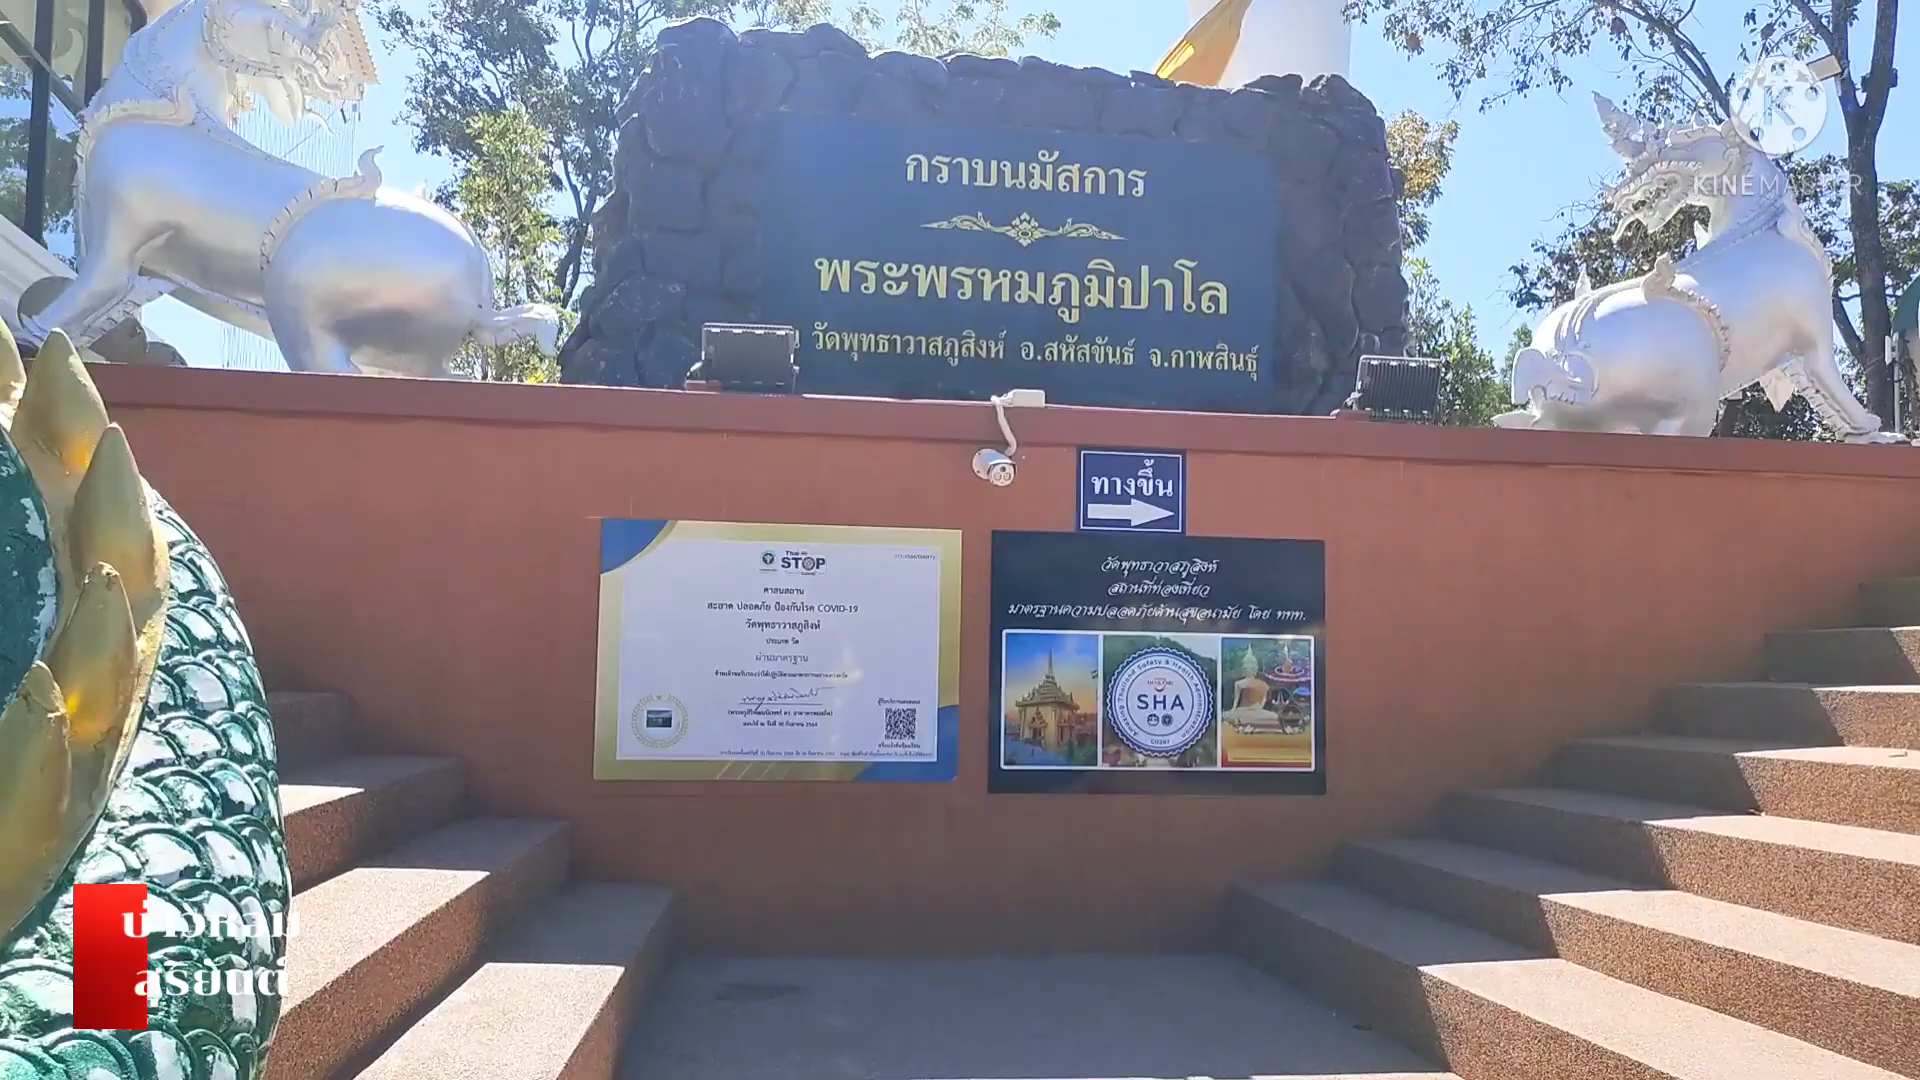 กราบนมัสการ
พระพรหมภูมิปาโล
ณ วัดพุทธาวาสภูสิงห์ อ.สหัสขันธ์ จ.กาฬสินธุ์
KINEMASTER
ทางขึ้น
Thai
STOP
ศาสนสถาน
สะอาด ปลอดภัย ป้องกันโรค COVID-19
วัดพุทธาวาสภูสิงห์
ประเภท วัด
ผ่านมาตรฐาน
วัดพุทธาวาสภูสิงห์
สถานที่ท่องเที่ยว
มาตรฐานความปลอดภัยด้านสุขอนามัย โดย ททท.
Amazing Thailand Safety & Health Administration
SHA
บ่าวหอม
สุริยันต์